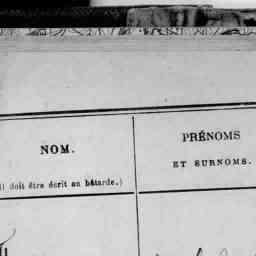 NOM.
il doit être écrit en bâtarde.)
PRÉNOMS
ET SURNOMS.